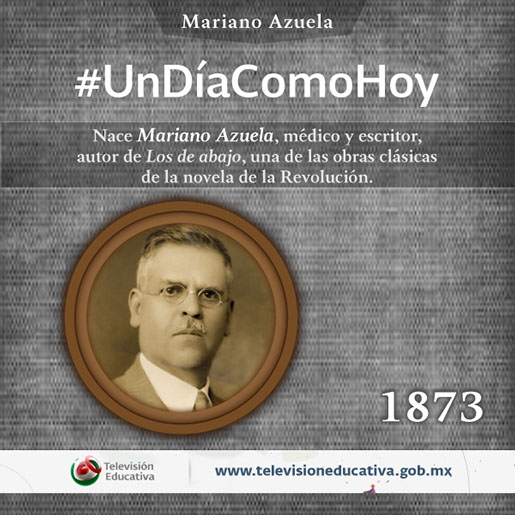 Mariano Azuela
#UnDíaComoHoy
Nace Mariano Azuela, médico y escritor,
autor de Los de abajo, una de las obras clásicas
de la novela de la Revolución.
1873
Televisión
Educativa
www.televisioneducativa.gob.mx